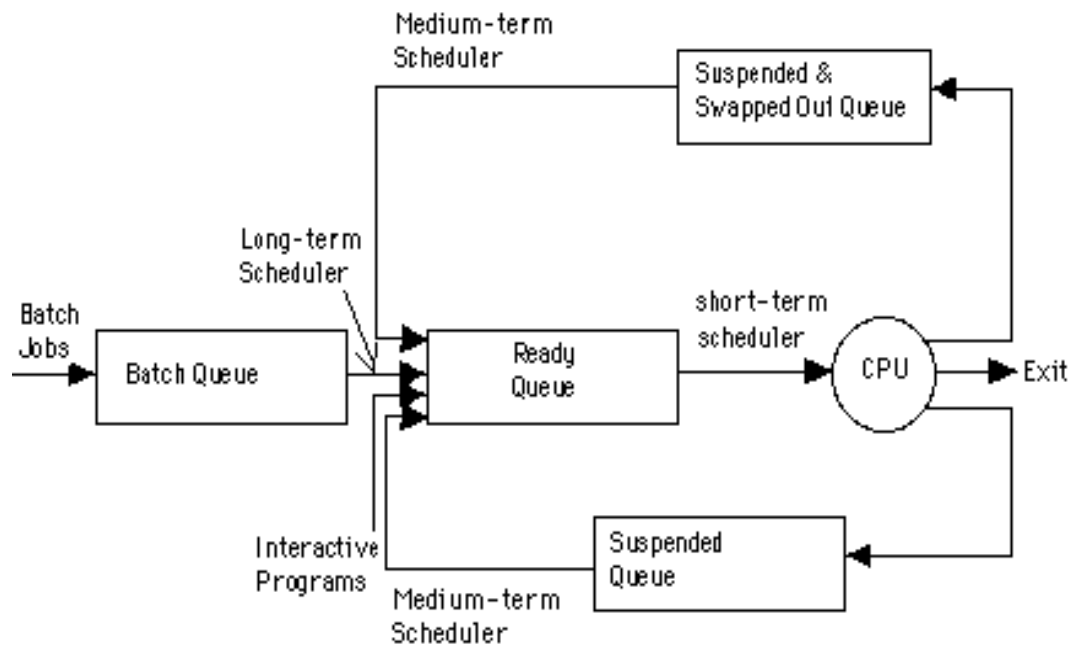 Medium-term
Scheduler
Suspended &
Swapped Out Queue
Long-term
Scheduler
Batch
Jobs
Batch Queue
Ready
Queue
short-term
scheduler
CPU
Exit
Interactive
Programs
Suspended
Queue
Medium-term
Scheduler